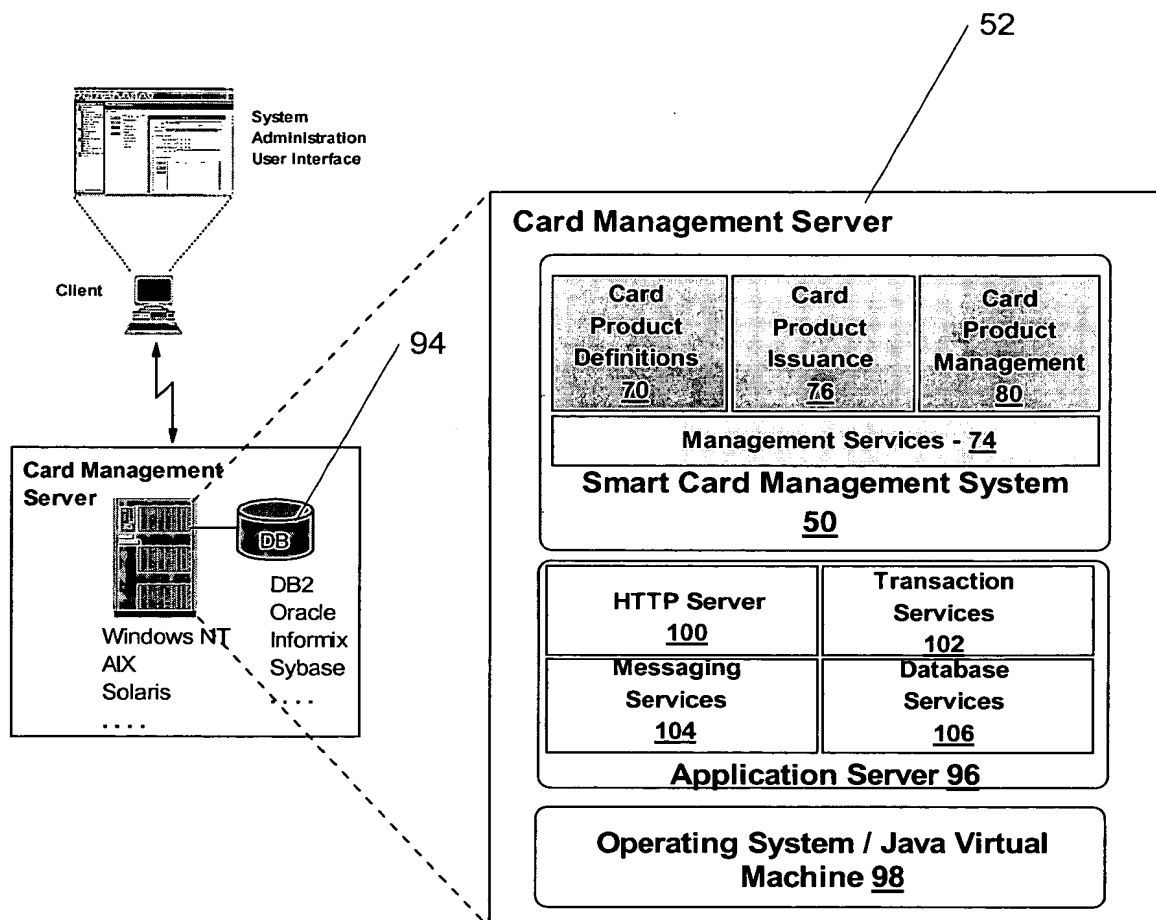 52
System
Administration
User Interface
Client
94
Card Management
Server
DB
DB2
Oracle
Informix
Sybase
.....
Windows NT
AIX
Solaris
....
Card Management Server
Card
Product
Definitions
70
Card
Product
Issuance
76
Card
Product
Management
80
Management Services - 74
Smart Card Management System
50
HTTP Server
100
Transaction
Services
102
Messaging
Services
104
Database
Services
106
Application Server 96
Operating System / Java Virtual
Machine 98